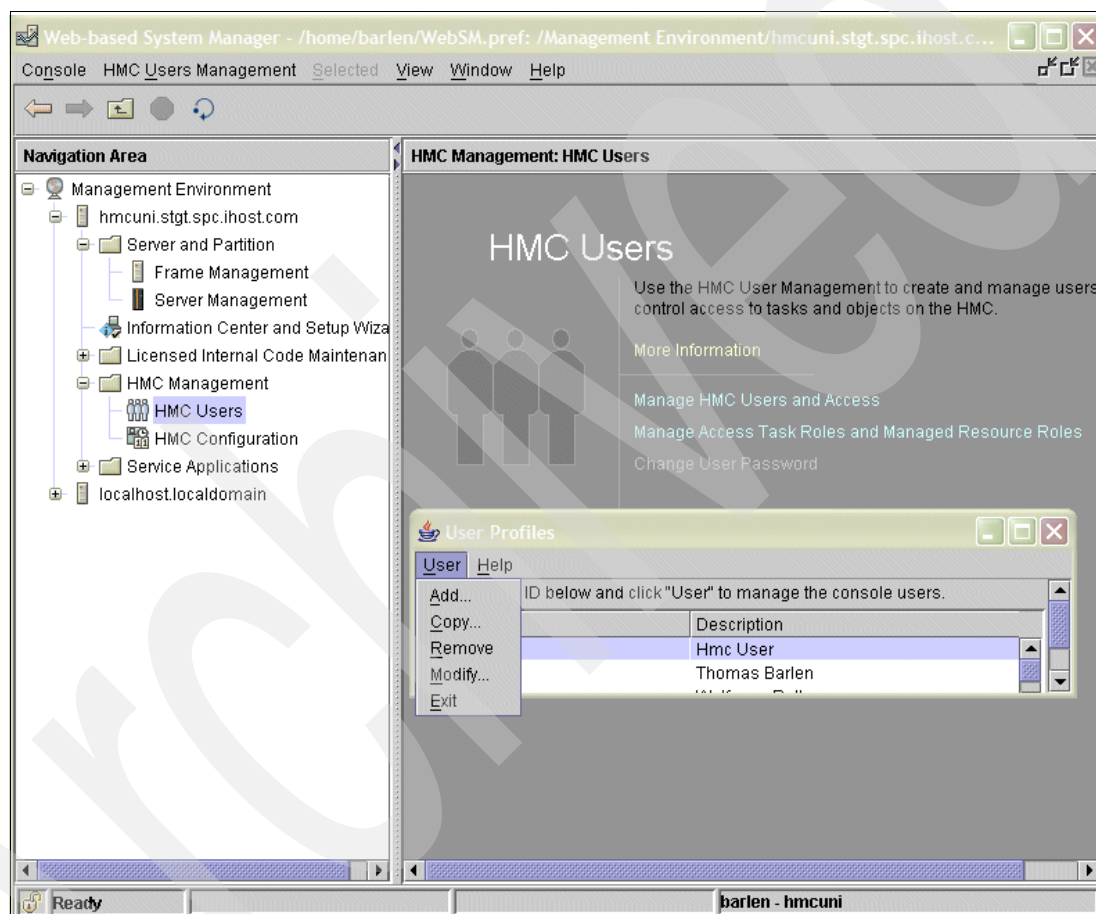 Web-based System Manager - /home/barlen/WebSM.pref: /Management Environment/hmcuni.stgt.spc.ihost.c...
Console HMC Users Management Selected View Window Help
Navigation Area
HMC Management: HMC Users
Management Environment
hmcuni.stgt.spc.ihost.com
Server and Partition
Frame Management
Server Management
Information Center and Setup Wiza
Licensed Internal Code Maintenan
HMC Management
HMC Users
HMC Configuration
Service Applications
localhost.localdomain
HMC Users
Use the HMC User Management to create and manage users
control access to tasks and objects on the HMC.
More Information
Manage HMC Users and Access
Manage Access Task Roles and Managed Resource Roles
Change User Password
User Profiles
User Help
ID below and click "User" to manage the console users.
Description
Hmc User
Thomas Barlen
Add...
Copy...
Remove
Modify...
Exit
Ready
barlen - hmcuni